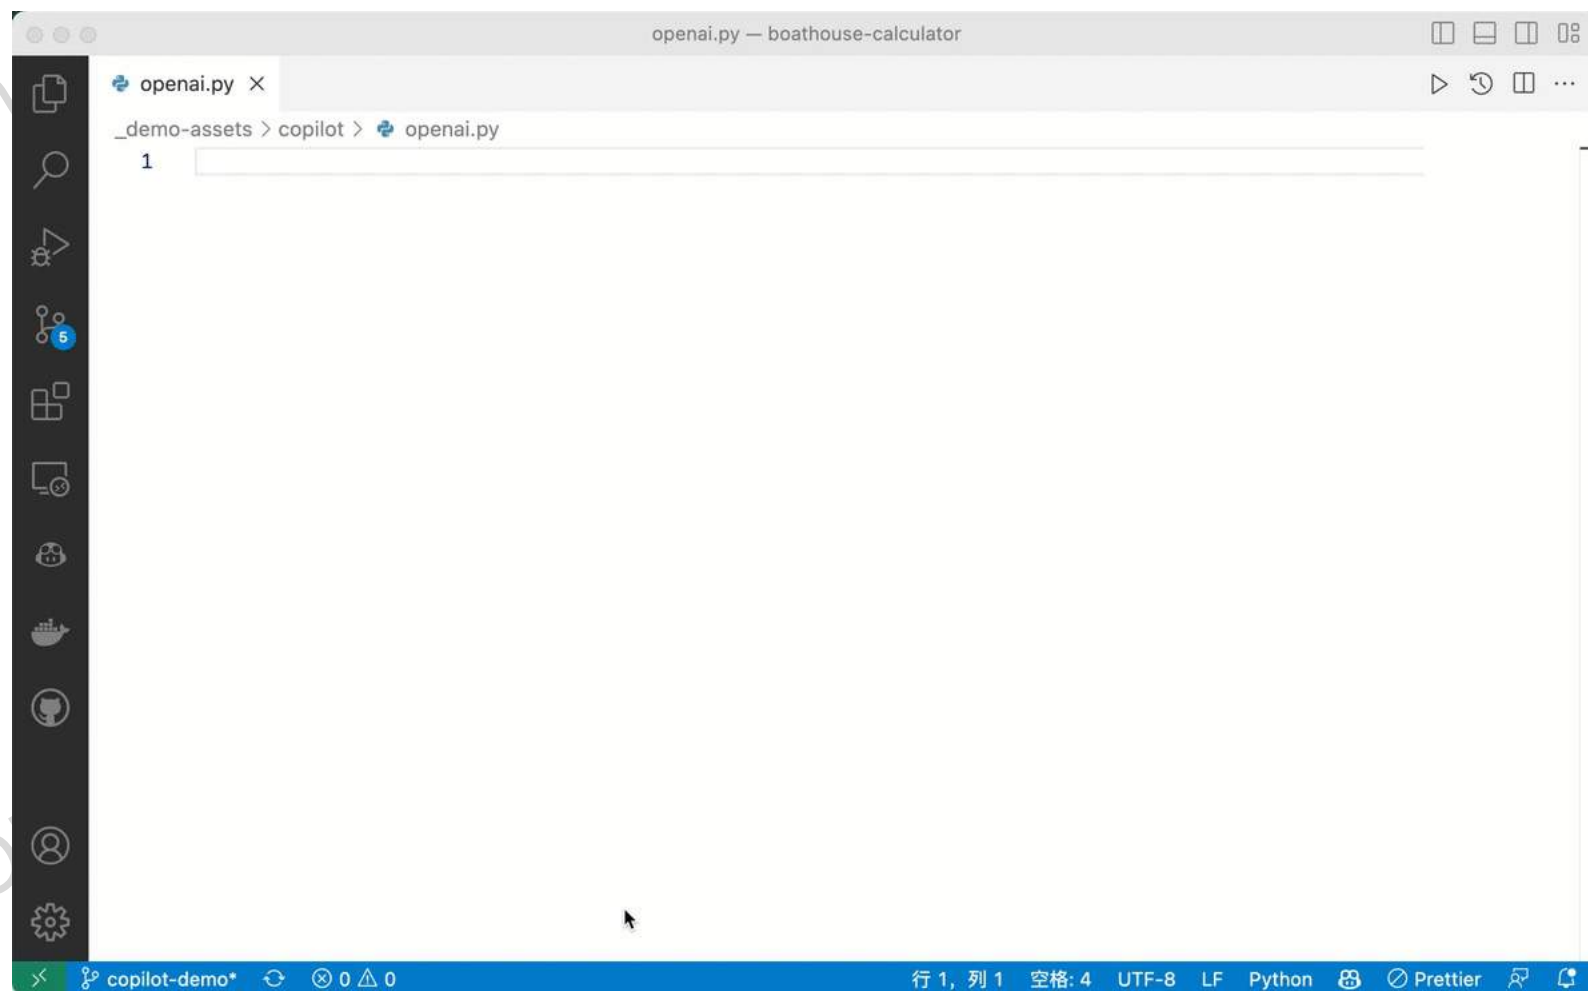 openai.py — boathouse-calculator
openai.py
_demo-assets > copilot > openai.py
1
5
copilot-demo* 0 0 行 1, 列 1 空格: 4 UTF-8 LF Python Prettier